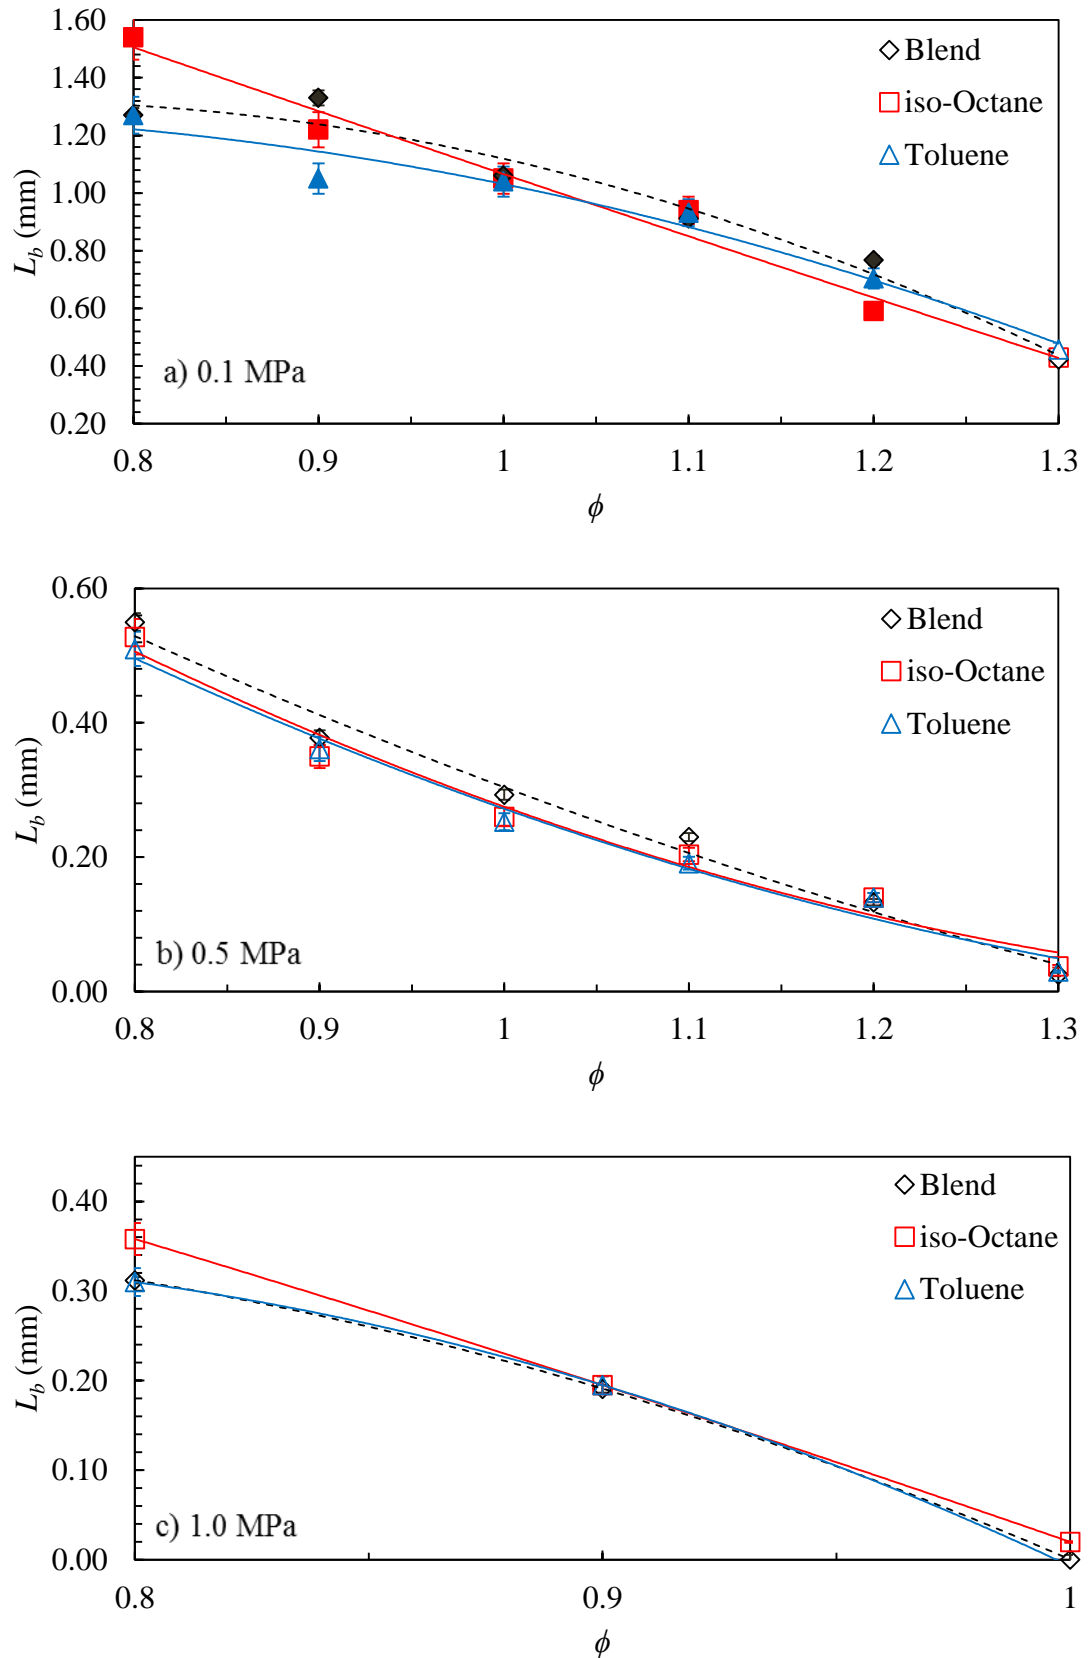 1.60
1.40
1.20
1.00
0.80
0.60
0.40
0.20
L_b (mm)
Blend
iso-Octane
Toluene
a) 0.1 MPa
0.8 0.9 1 1.1 1.2 1.3
ϕ
0.60
0.40
0.20
0.00
L_b (mm)
Blend
iso-Octane
Toluene
b) 0.5 MPa
0.8 0.9 1 1.1 1.2 1.3
ϕ
0.40
0.30
0.20
0.10
0.00
L_b (mm)
Blend
iso-Octane
Toluene
c) 1.0 MPa
0.8 0.9 1
ϕ